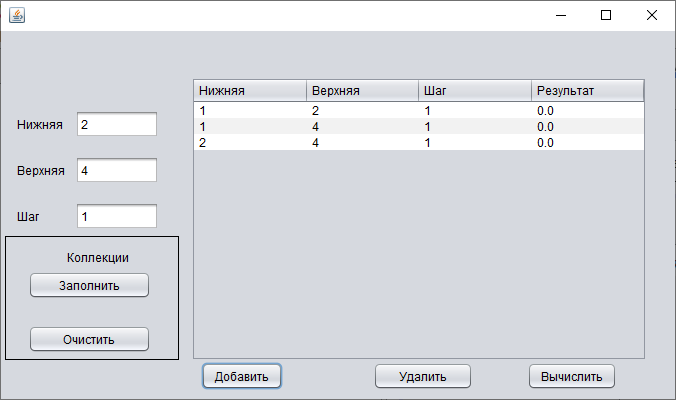 Нижняя 2
Верхняя 4
Шаг 1
Коллекции
Заполнить
Очистить
Нижняя Верхняя Шаг Результат
1 2 1 0.0
1 4 1 0.0
2 4 1 0.0
Добавить Удалить Вычислить